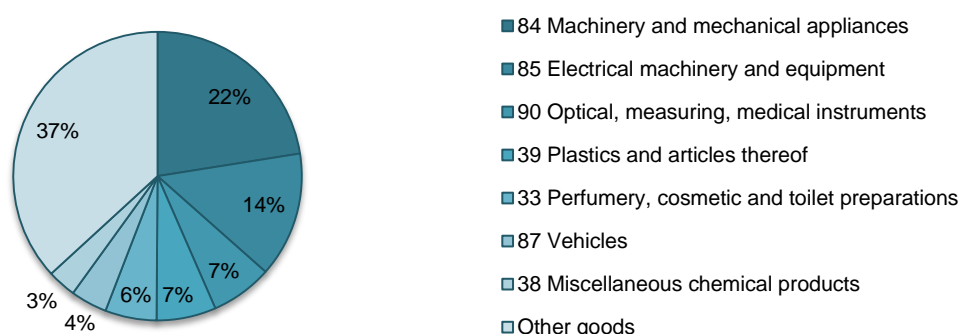 22%
14%
7%
7%
6%
4%
3%
37%
84 Machinery and mechanical appliances
85 Electrical machinery and equipment
90 Optical, measuring, medical instruments
39 Plastics and articles thereof
33 Perfumery, cosmetic and toilet preparations
87 Vehicles
38 Miscellaneous chemical products
Other goods